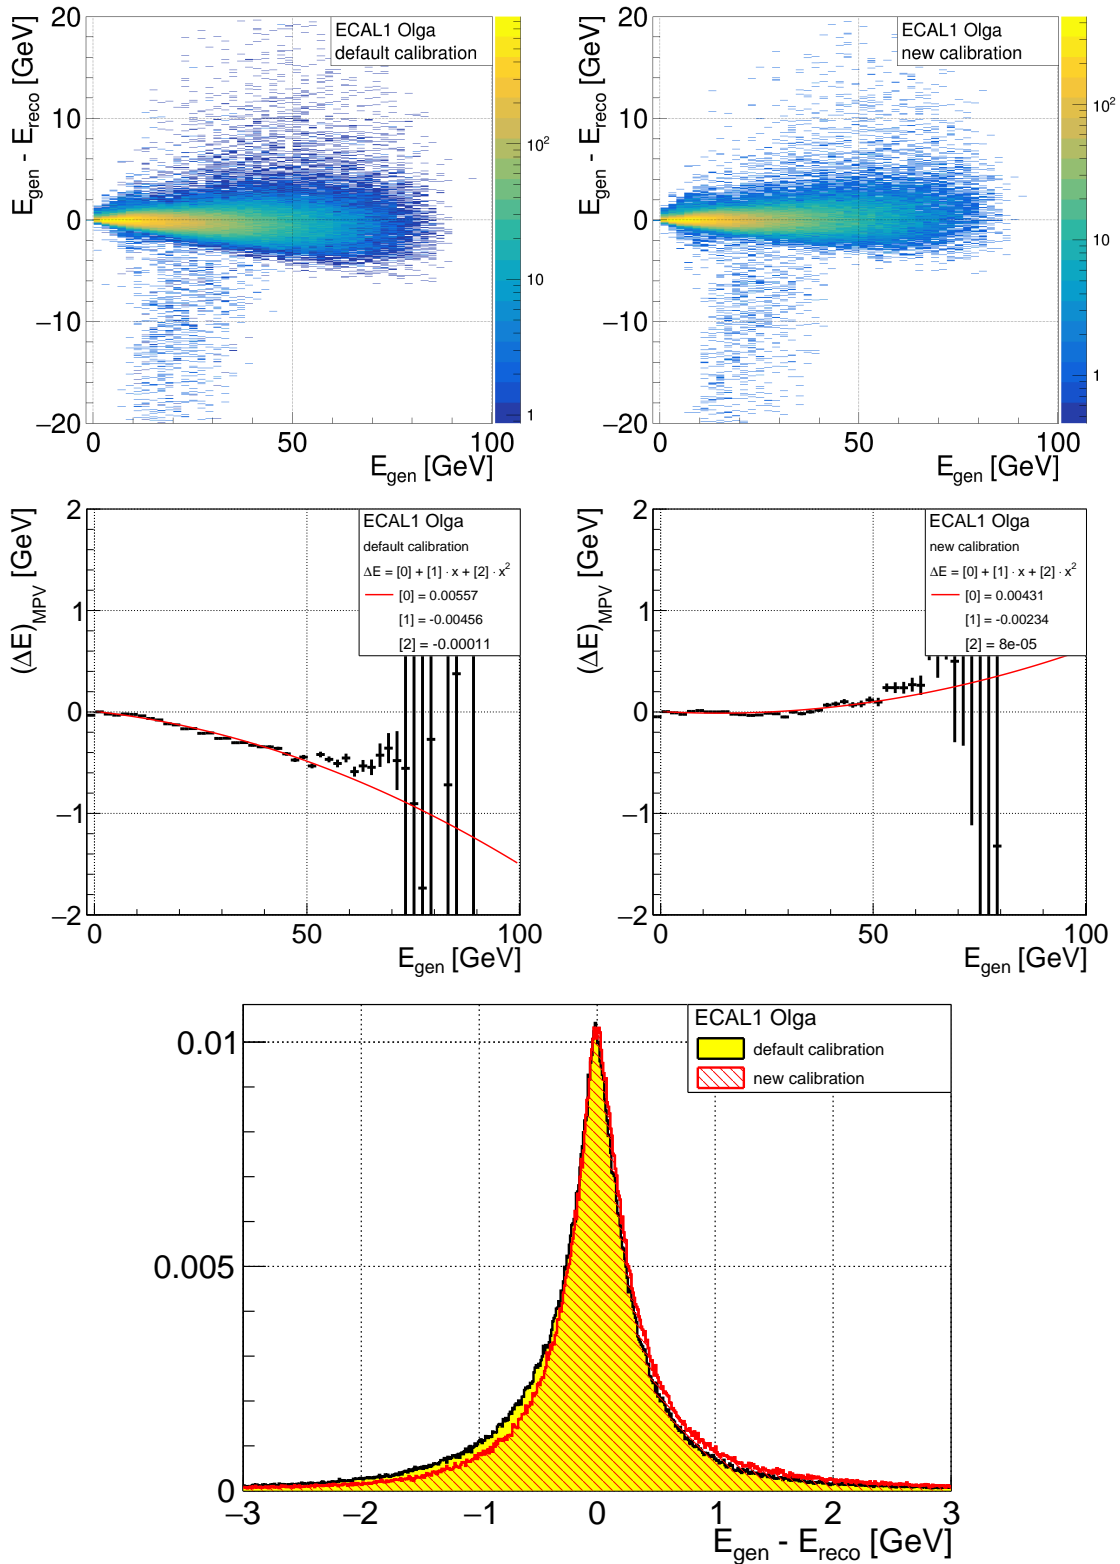 ECAL1 Olga
default calibration
E_gen - E_reco [GeV]
20
10
0
−10
−20
0
50
100
E_gen [GeV]
10²
10
1
ECAL1 Olga
new calibration
E_gen - E_reco [GeV]
20
10
0
−10
−20
0
50
100
E_gen [GeV]
10²
10
1
ECAL1 Olga
default calibration
ΔE = [0] + [1] · x + [2] · x²
[0] = 0.00557
[1] = -0.00456
[2] = -0.00011
(ΔE)_MPV [GeV]
2
1
0
−1
−2
0
50
100
E_gen [GeV]
ECAL1 Olga
new calibration
ΔE = [0] + [1] · x + [2] · x²
[0] = 0.00431
[1] = -0.00234
[2] = 8e-05
(ΔE)_MPV [GeV]
2
1
0
−1
−2
0
50
100
E_gen [GeV]
ECAL1 Olga
default calibration
new calibration
0.01
0.005
0
−3
−2
−1
0
1
2
3
E_gen - E_reco [GeV]